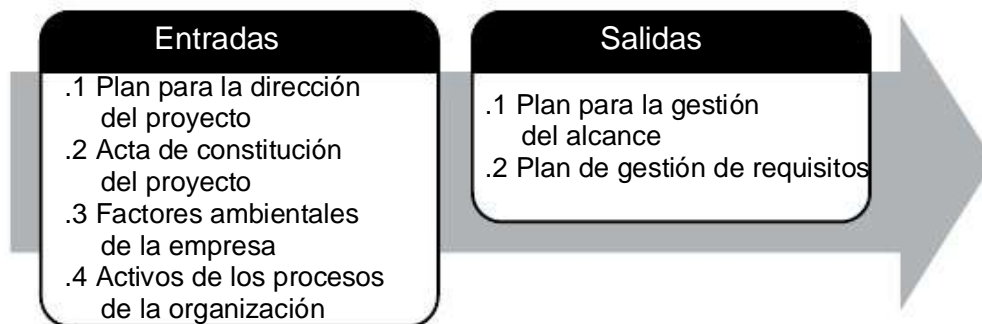 Entradas
.1 Plan para la dirección
del proyecto
.2 Acta de constitución
del proyecto
.3 Factores ambientales
de la empresa
.4 Activos de los procesos
de la organización
Salidas
.1 Plan para la gestión
del alcance
.2 Plan de gestión de requisitos